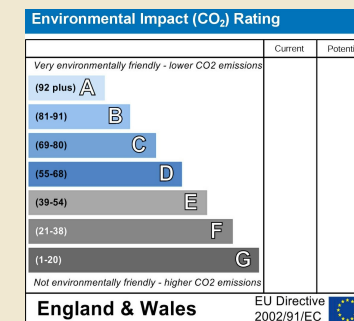 Environmental Impact (CO₂) Rating
Current Potenti
Very environmentally friendly - lower CO2 emissions
(92 plus) A
(81-91) B
(69-80) C
(55-68) D
(39-54) E
(21-38) F
(1-20) G
Not environmentally friendly - higher CO2 emissions
England & Wales
EU Directive
2002/91/EC